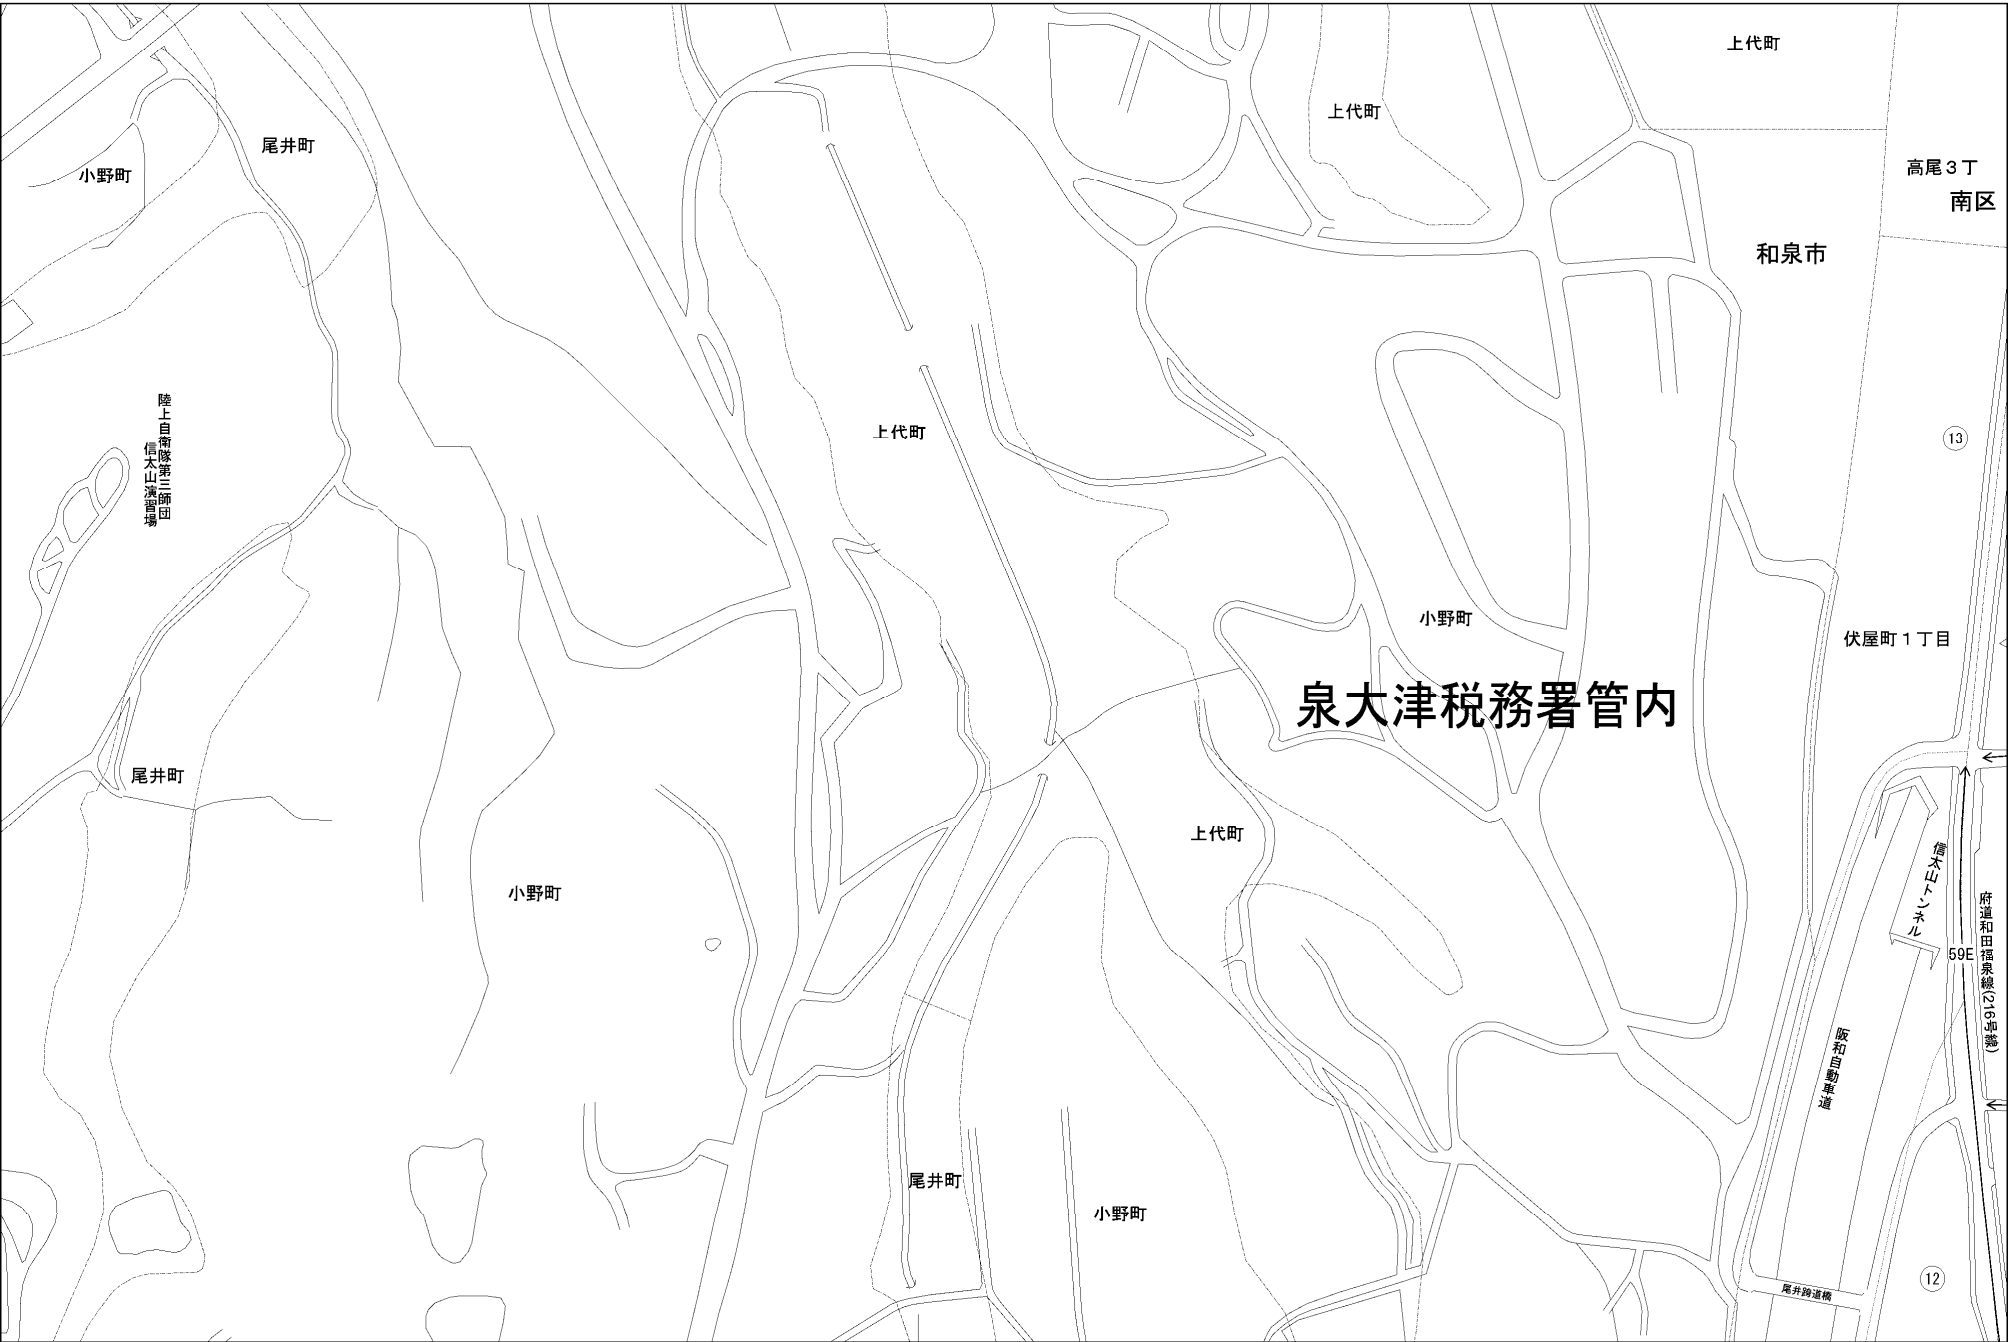 上代町
上代町
尾井町
高尾３丁
小野町
南区
和泉市
陸上自衛隊第三師団
信太山演習場
上代町
13
小野町
伏屋町１丁目
泉大津税務署管内
尾井町
上代町
信太山トンネル
小野町
府道和田福泉線(216号線)
59E
阪和自動車道
尾井町
小野町
12
尾井跨道橋